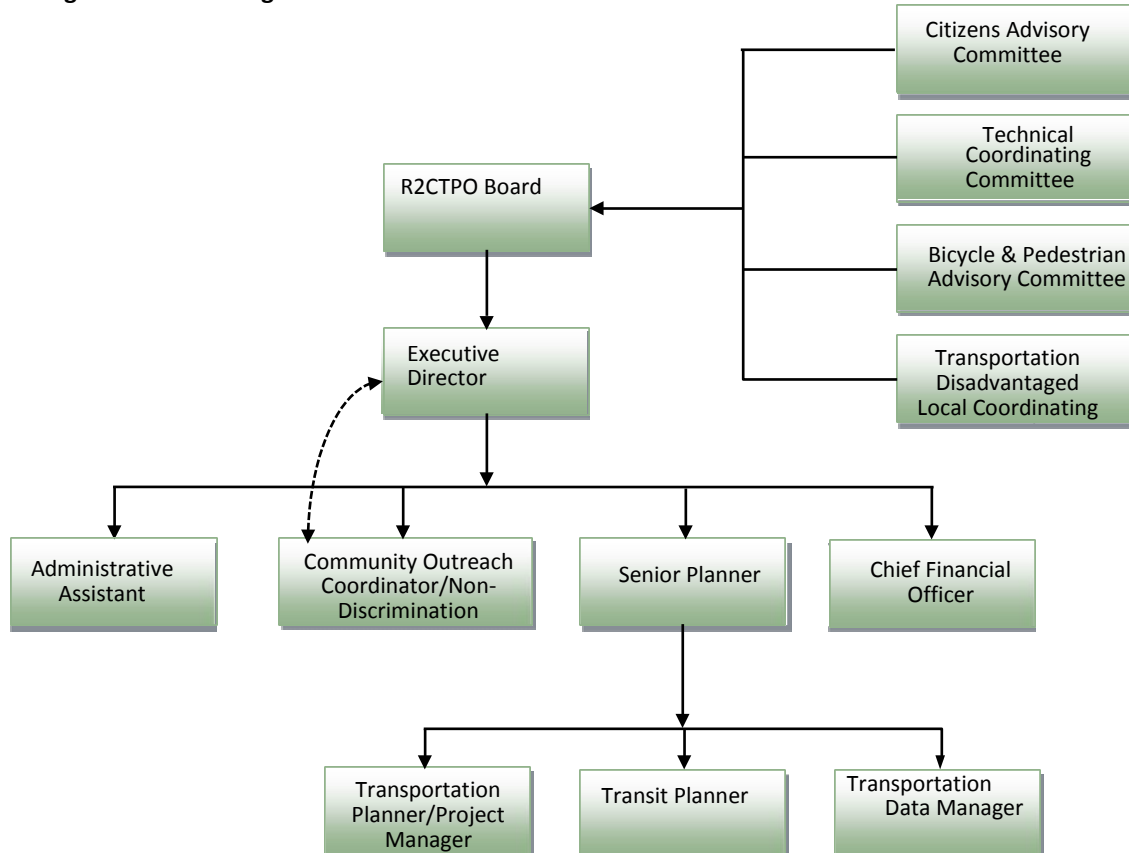 Citizens Advisory
Committee
Technical
Coordinating
Committee
R2CTPO Board
Bicycle & Pedestrian
Advisory Committee
Executive
Director
Transportation
Disadvantaged
Local Coordinating
Administrative
Assistant
Community Outreach
Coordinator/Non-
Discrimination
Senior Planner
Chief Financial
Officer
Transportation
Planner/Project
Manager
Transit Planner
Transportation
Data Manager